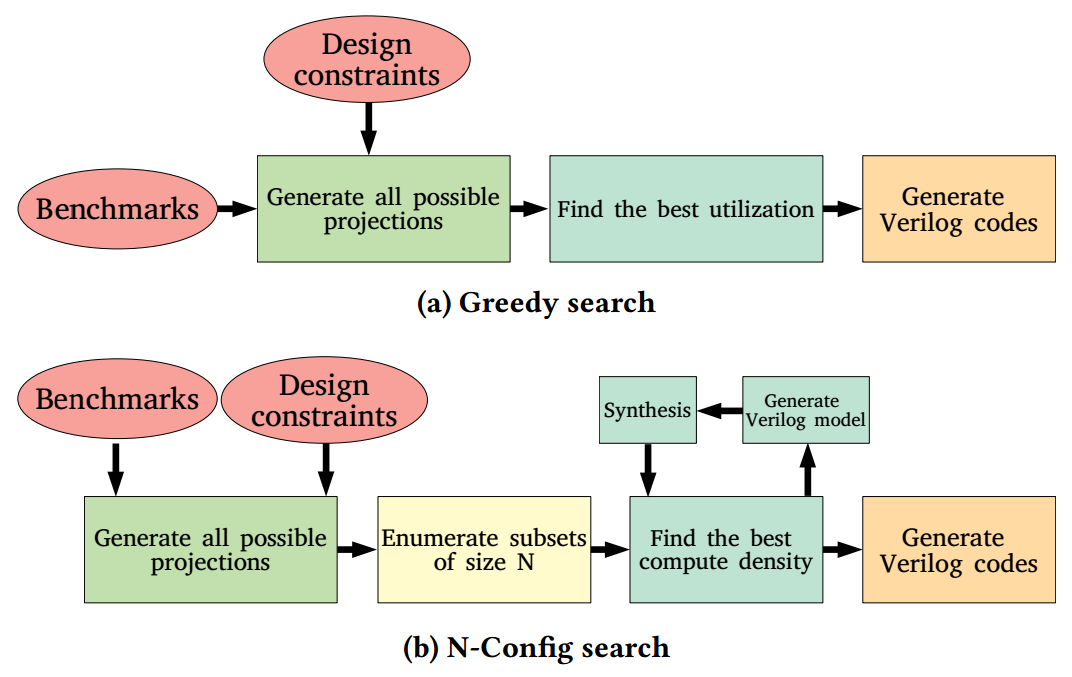 Design
constraints
Benchmarks
Generate all possible
projections
Find the best utilization
Generate
Verilog codes
(a) Greedy search
Benchmarks
Design
constraints
Synthesis
Generate
Verilog model
Generate all possible
projections
Enumerate subsets
of size N
Find the best
compute density
Generate
Verilog codes
(b) N-Config search